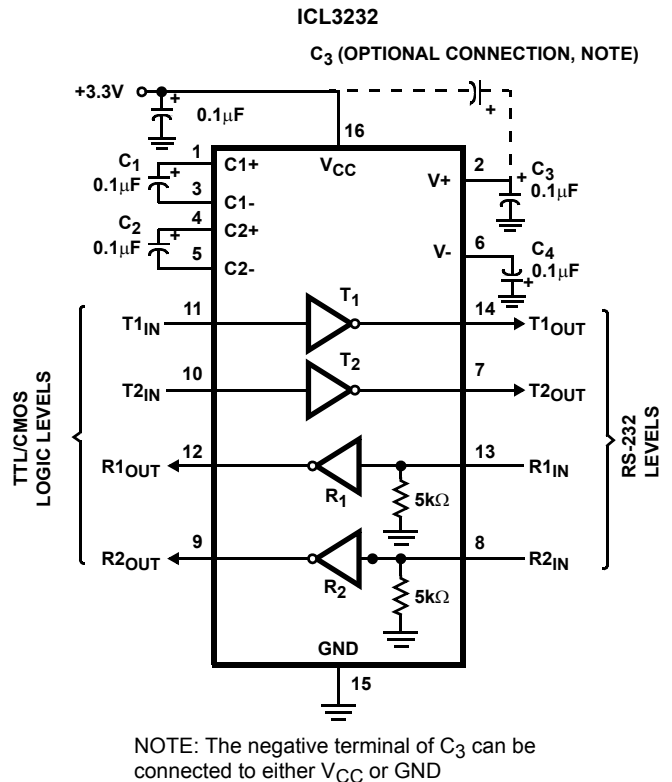 ICL3232
C3 (OPTIONAL CONNECTION, NOTE)
+3.3V
+
0.1μF
+
16
VCC
1
C1+
C1
0.1μF
+
3
C1-
2
V+
+
C3
0.1μF
4
C2+
C2
0.1μF
+
5
C2-
6
V-
C4
0.1μF
+
T1IN
11
T1
14
T1OUT
T2IN
10
T2
7
T2OUT
R1OUT
12
R1
13
R1IN
5kΩ
R2OUT
9
R2
8
R2IN
5kΩ
TTL/CMOS
LOGIC LEVELS
RS-232
LEVELS
GND
15
NOTE: The negative terminal of C3 can be
connected to either VCC or GND